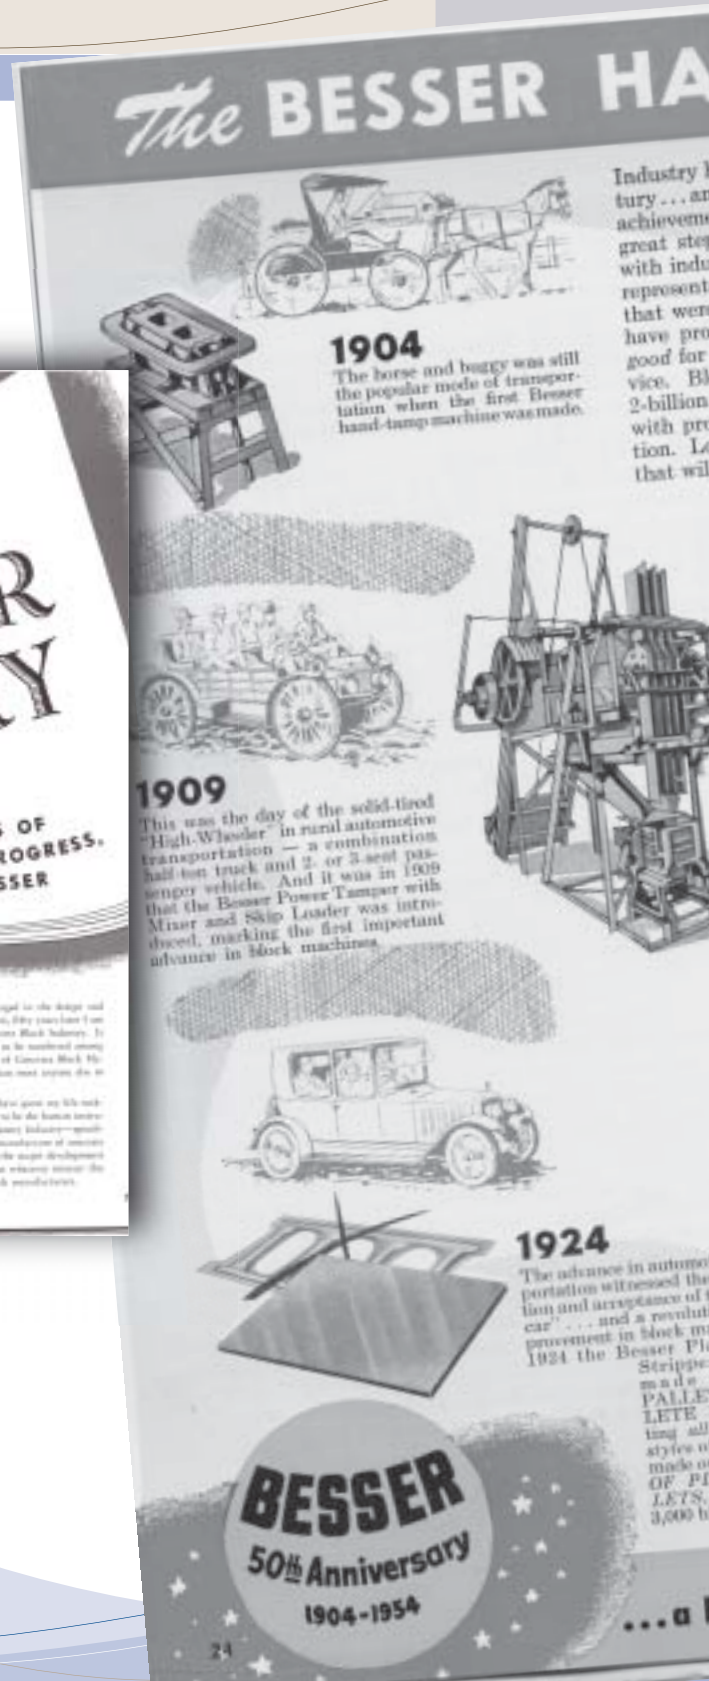 The BESSER HA
Industry
tury...an
achieveme
great step
with indu
represent
that were
have pro
good for
vice. Bl
2-billion
with pro
tion. Lo
that wil
1904
The horse and buggy was still
the popular mode of transpor-
tation when the first Besser
hand-tamp machine was made.
R
RY
S OF
ROGRESS.
SSER
1909
This was the day of the solid-tired
"High-Wheeler" in rural automotive
transportation — a combination
half-ton truck and 2- or 3-seat pas-
senger vehicle. And it was in 1909
that the Besser Power Tamper with
Mixer and Skip Loader was intro-
duced, marking the first important
advance in block machines.
1924
The advance in automo
portation witnessed the
tion and acceptance of
car" . . . and a revoluti
provement in block m
1924 the Besser Pl
Strippe
made
PALLE
LETE
ting all
styles o
made o
OF PL
LETS.
3,000 h
BESSER
50th Anniversary
1904-1954
24
...a